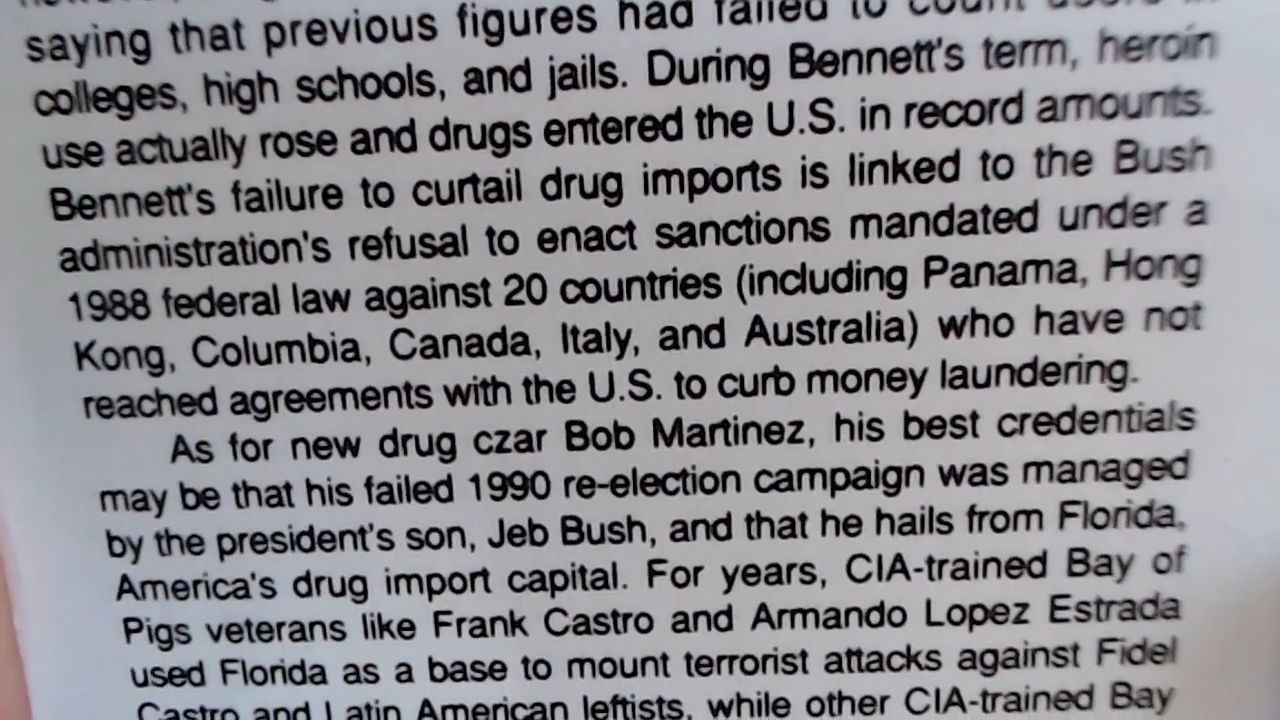 saying that previous figures had failed to count users in
colleges, high schools, and jails. During Bennett's term, heroin
use actually rose and drugs entered the U.S. in record amounts.
Bennett's failure to curtail drug imports is linked to the Bush
administration's refusal to enact sanctions mandated under a
1988 federal law against 20 countries (including Panama, Hong
Kong, Columbia, Canada, Italy, and Australia) who have not
reached agreements with the U.S. to curb money laundering.
As for new drug czar Bob Martinez, his best credentials
may be that his failed 1990 re-election campaign was managed
by the president's son, Jeb Bush, and that he hails from Florida,
America's drug import capital. For years, CIA-trained Bay of
Pigs veterans like Frank Castro and Armando Lopez Estrada
used Florida as a base to mount terrorist attacks against Fidel
Castro and Latin American leftists, while other CIA-trained Bay